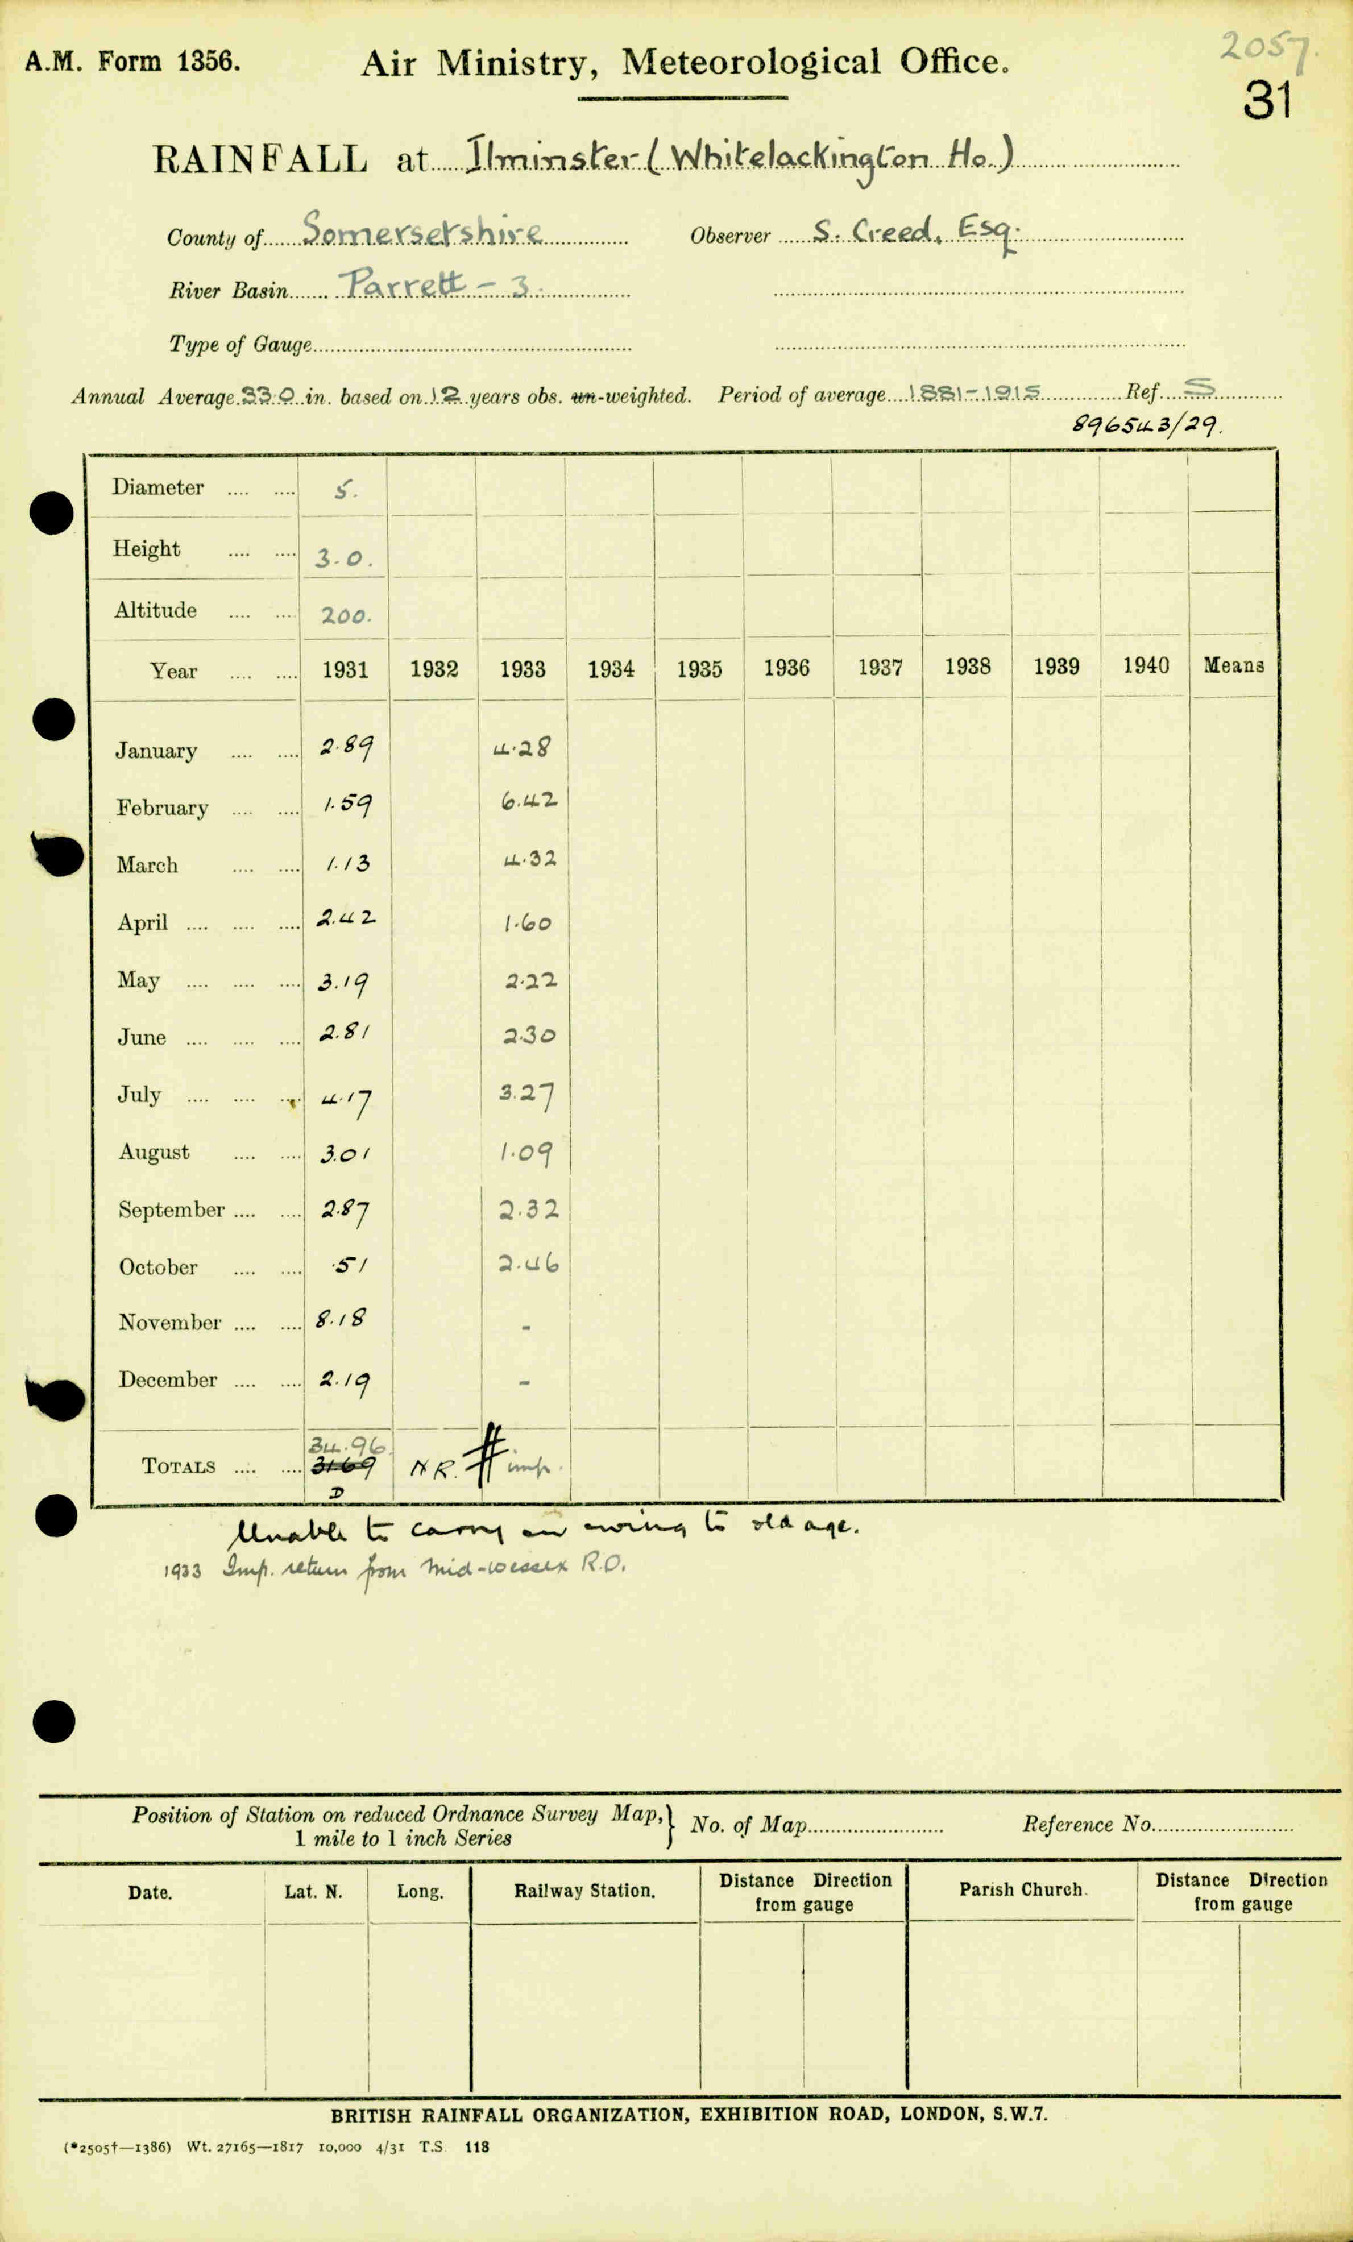 2057.
A.M. Form 1356. Air Ministry, Meteorological Office.
31
RAINFALL at Ilminster (Whitelackington Ho.)
County of Somersetshire Observer S. Creed, Esq.
River Basin Parrett - 3.
Type of Gauge
Annual Average 33.0 in. based on 12 years obs. un-weighted. Period of average 1881-1915 Ref. S
896543/29.
Diameter 5.
Height 3.0.
Altitude 200.
Year 1931 1932 1933 1934 1935 1936 1937 1938 1939 1940 Means
January 2.89 4.28
February 1.59 6.42
March 1.13 4.32
April 2.42 1.60
May 3.19 2.22
June 2.81 2.30
July 4.17 3.27
August 3.01 1.09
September 2.87 2.32
October .51 2.46
November 8.18 -
December 2.19 -
34.96.
TOTALS 3169 NR. # imp.
D
Unable to carry on owing to old age.
1933 Imp. return from Mid-Wessex R.O.
Position of Station on reduced Ordnance Survey Map, } No. of Map Reference No.
1 mile to 1 inch Series
Date. Lat. N. Long. Railway Station. Distance Direction from gauge Parish Church. Distance Direction from gauge
BRITISH RAINFALL ORGANIZATION, EXHIBITION ROAD, LONDON, S.W.7.
(*2505†—1386) Wt. 27165—1817 10,000 4/31 T.S. 118